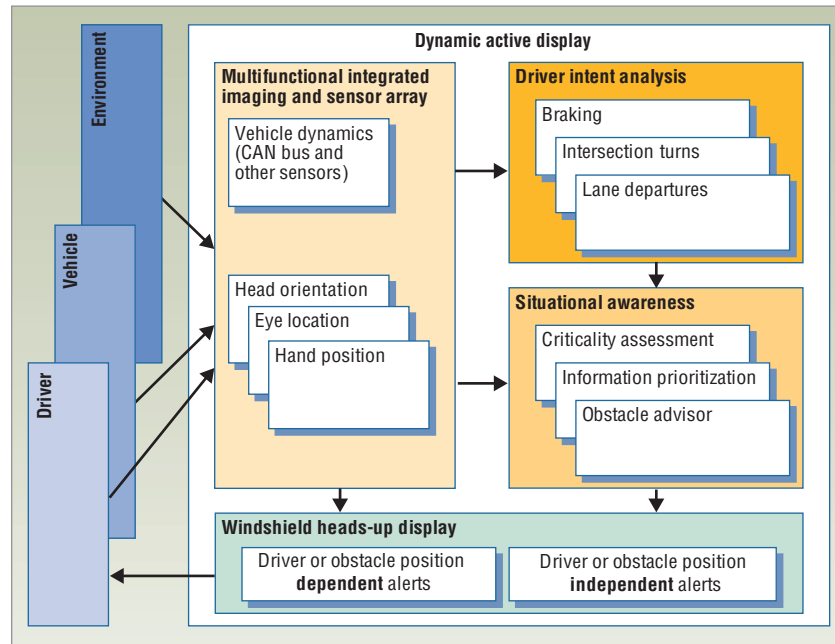 Environment
Vehicle
Driver
Dynamic active display
Multifunctional integrated
imaging and sensor array
Vehicle dynamics
(CAN bus and
other sensors)
Head orientation
Eye location
Hand position
Driver intent analysis
Braking
Intersection turns
Lane departures
Situational awareness
Criticality assessment
Information prioritization
Obstacle advisor
Windshield heads-up display
Driver or obstacle position
dependent alerts
Driver or obstacle position
independent alerts